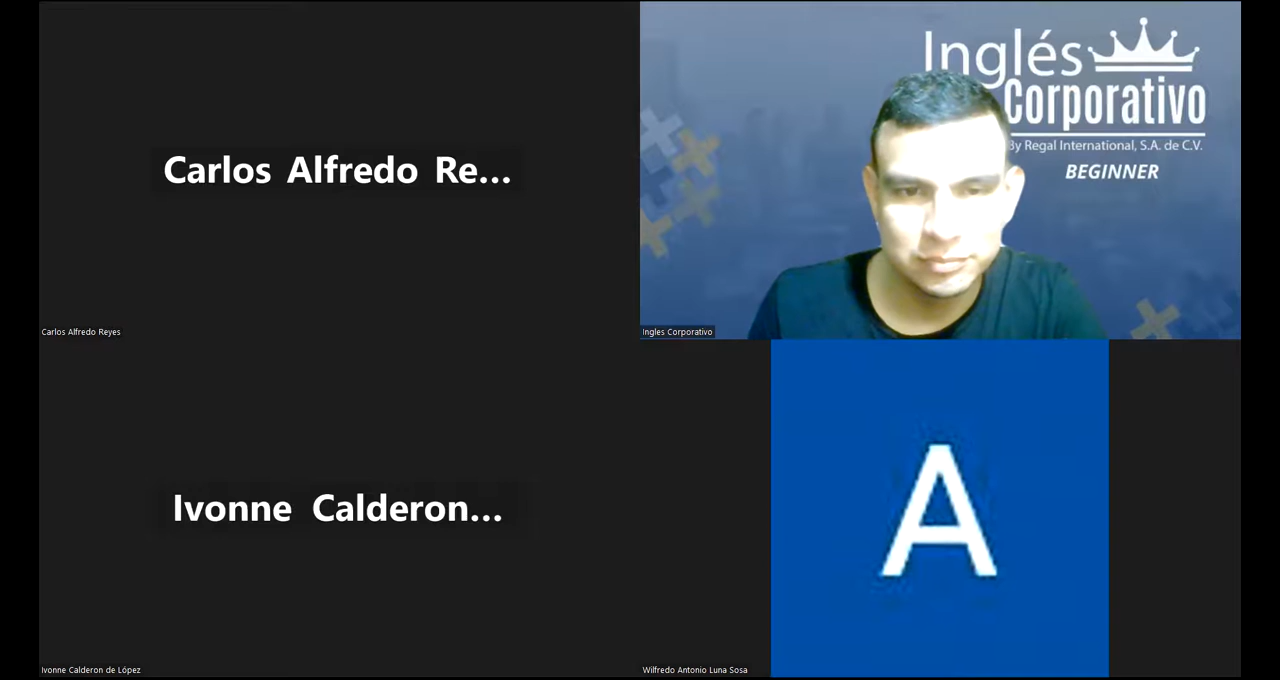 Carlos Alfredo Re...
Carlos Alfredo Reyes
Inglés
Corporativo
By Regal International, S.A. de C.V.
BEGINNER
Ingles Corporativo
Ivonne Calderon...
Ivonne Calderon de López
A
Wilfredo Antonio Luna Sosa